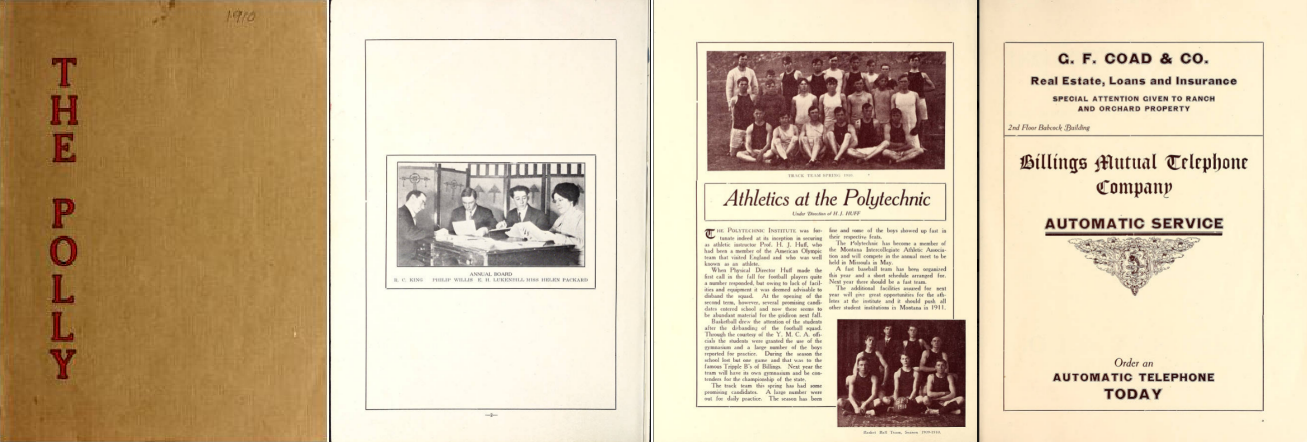 1910
THE POLLY
ANNUAL BOARD
R. C. KING PHILIP WILLIS E. H. LUKENBILL MISS HELEN PACKARD
TRACK TEAM SPRING 1910
Athletics at the Polytechnic
Under Direction of H. J. HUFF
THE POLYTECHNIC INSTITUTE was for-
tunate indeed at its inception in securing
as athletic instructor Prof. H. J. Huff, who
had been a member of the American Olympic
team that visited England and who was well
known as an athlete.
When Physical Director Huff made the
first call in the fall for football players quite
a number responded, but owing to lack of facil-
ities and equipment it was deemed advisable to
disband the squad. At the opening of the
second term, however, several promising candi-
dates entered school and now there seems to
be abundant material for the gridiron next fall.
Basketball drew the attention of the students
after the disbanding of the football squad.
Through the courtesy of the Y. M. C. A. offi-
cials the students were granted the use of the
gymnasium and a large number of the boys
reported for practice. During the season the
school lost but one game and that was to the
famous Tripple B's of Billings. Next year the
team will have its own gymnasium and be con-
tenders for the championship of the state.
The track team this spring has had some
promising candidates. A large number were
out for daily practice. The season has been
fine and some of the boys showed up fast in
their respective feats.
The Polytechnic has become a member of
the Montana Intercollegiate Athletic Associa-
tion and will compete in the annual meet to be
held in Missoula in May.
A fast baseball team has been organized
this year and a short schedule arranged for.
Next year there should be a fast team.
The additional facilities assured for next
year will give great opportunities for the ath-
letes at the institute and it should push all
other student institutions in Montana in 1911.
Basket Ball Team, Season 1909-1910.
G. F. COAD & CO.
Real Estate, Loans and Insurance
SPECIAL ATTENTION GIVEN TO RANCH
AND ORCHARD PROPERTY
2nd Floor Babcock Building
Billings Mutual Telephone
Company
AUTOMATIC SERVICE
Order an
AUTOMATIC TELEPHONE
TODAY